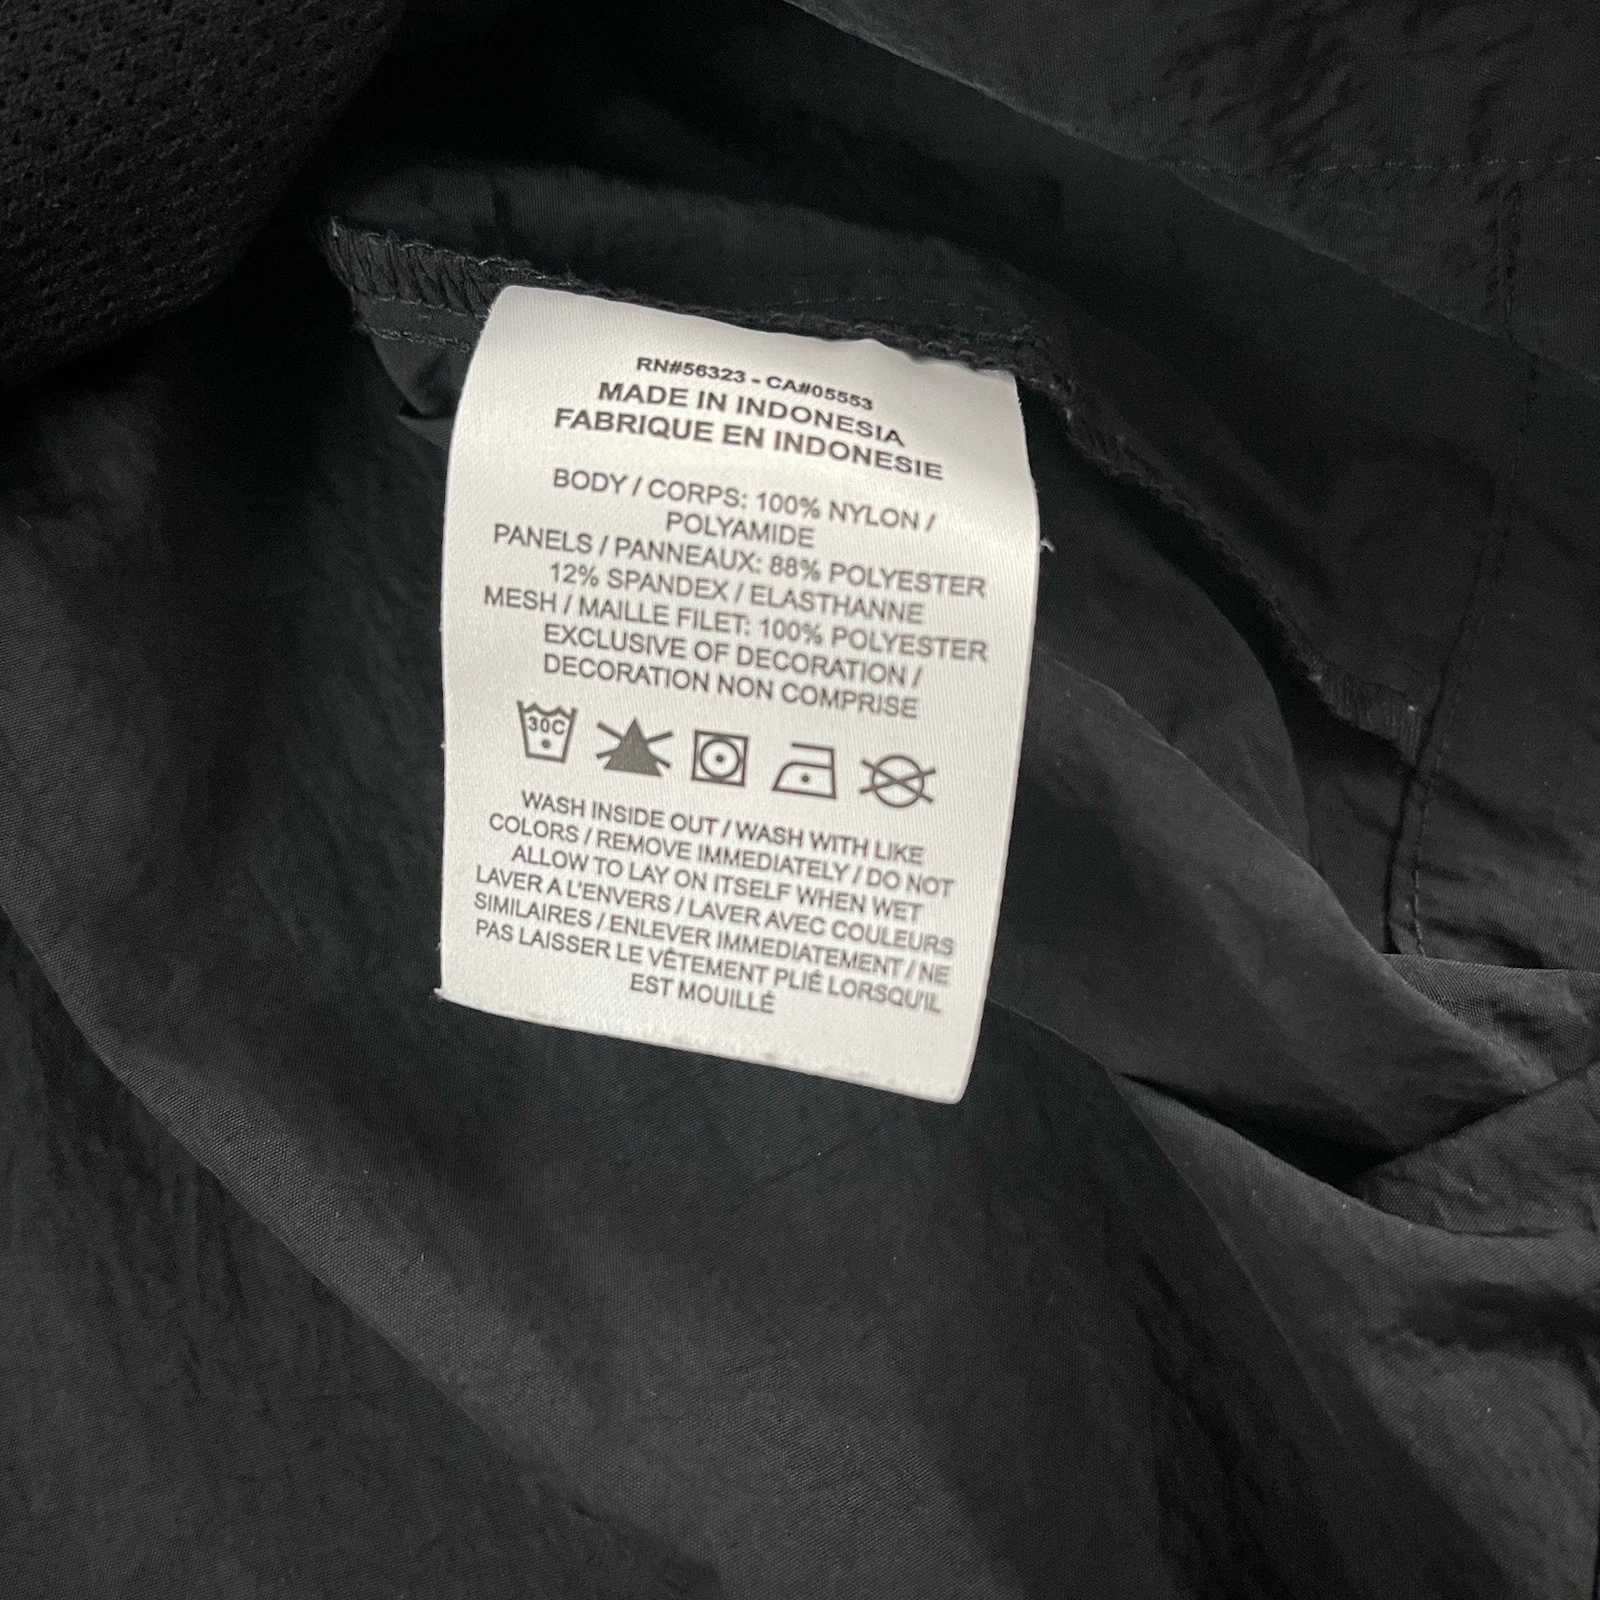 RN#56323 - CA#05553
MADE IN INDONESIA
FABRIQUE EN INDONESIE
BODY / CORPS: 100% NYLON /
POLYAMIDE
PANELS / PANNEAUX: 88% POLYESTER
12% SPANDEX / ELASTHANNE
MESH / MAILLE FILET: 100% POLYESTER
EXCLUSIVE OF DECORATION /
DECORATION NON COMPRISE
30C
WASH INSIDE OUT / WASH WITH LIKE
COLORS / REMOVE IMMEDIATELY / DO NOT
ALLOW TO LAY ON ITSELF WHEN WET
LAVER A L'ENVERS / LAVER AVEC COULEURS
SIMILAIRES / ENLEVER IMMEDIATEMENT / NE
PAS LAISSER LE VÊTEMENT PLIÉ LORSQU'IL
EST MOUILLÉ